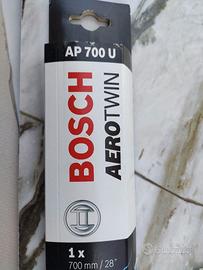 AP 700 U
BOSCH
AEROTWIN
1 x
700 mm / 28"